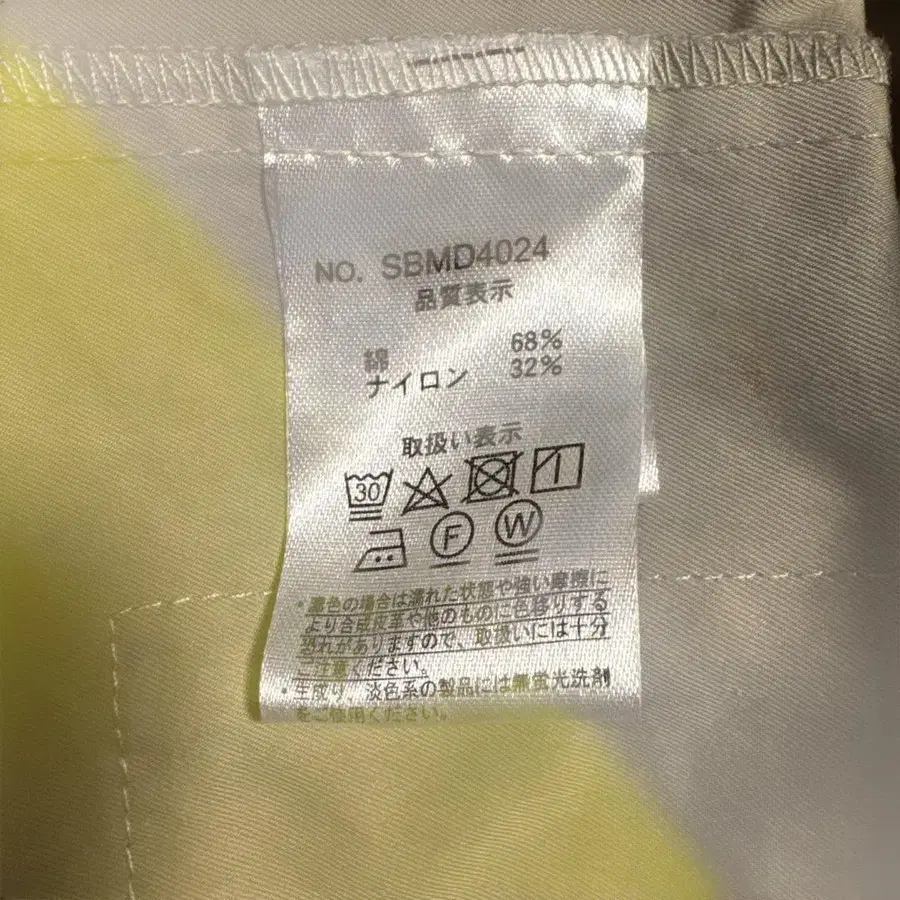 NO. SBMD4024
品質表示
綿 68%
ナイロン 32%
取扱い表示
30
F W
・濃色の場合は濡れた状態や強い摩擦に
より合成皮革や他のものに色移りする
恐れがありますので、取扱いには十分
ご注意ください。
・生成り、淡色系の製品には無蛍光洗剤
をご使用ください。